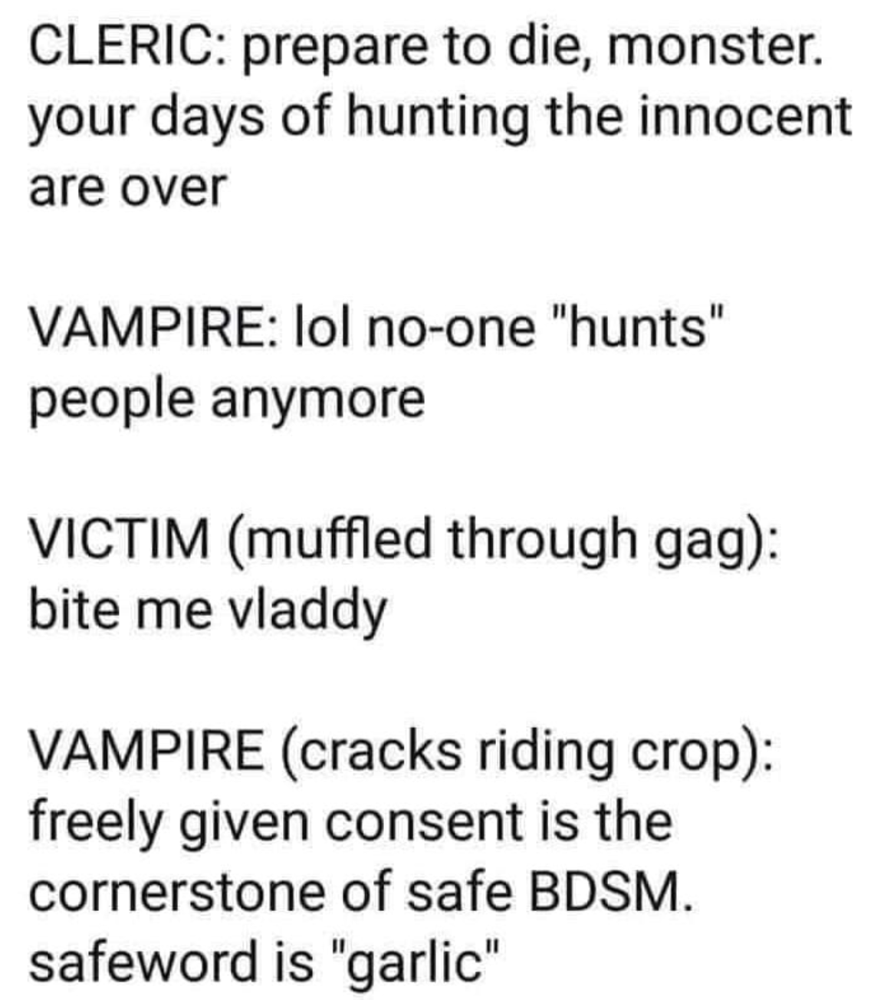 CLERIC: prepare to die, monster.
your days of hunting the innocent
are over
VAMPIRE: lol no-one "hunts"
people anymore
VICTIM (muffled through gag):
bite me vladdy
VAMPIRE (cracks riding crop):
freely given consent is the
cornerstone of safe BDSM.
safeword is "garlic"